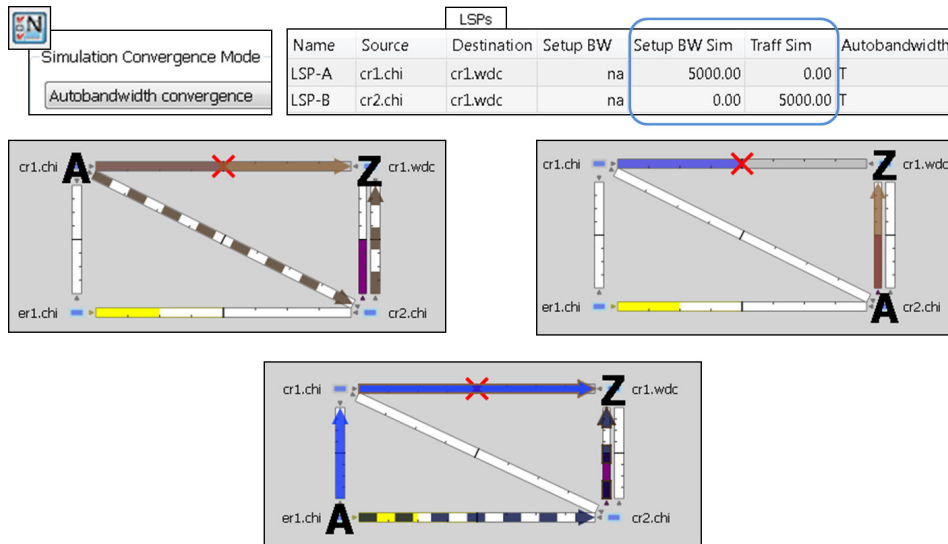 N
LSPs
Simulation Convergence Mode
Autobandwidth convergence
Name Source Destination Setup BW Setup BW Sim Traff Sim Autobandwidth
LSP-A cr1.chi cr1.wdc na 5000.00 0.00 T
LSP-B cr2.chi cr1.wdc na 0.00 5000.00 T
cr1.chi A Z cr1.wdc
er1.chi cr2.chi
cr1.chi Z cr1.wdc
er1.chi A cr2.chi
cr1.chi Z cr1.wdc
er1.chi A cr2.chi